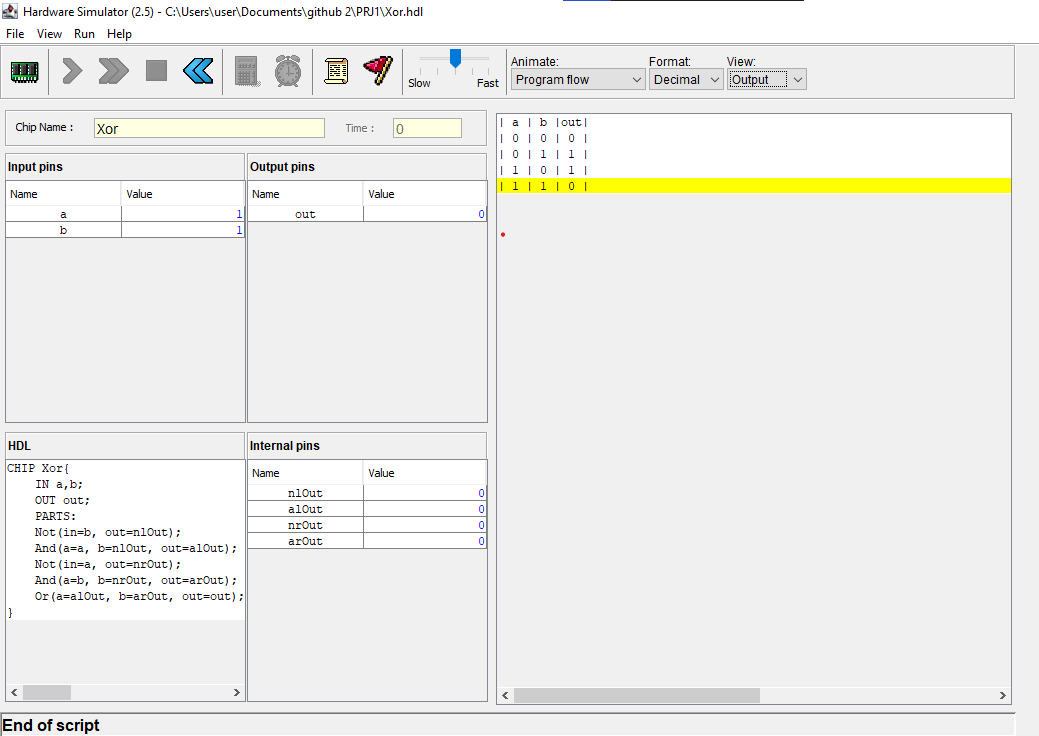 Hardware Simulator (2.5) - C:\Users\user\Documents\github 2\PRJ1\Xor.hdl
File View Run Help
Slow Fast
Animate: Format: View:
Program flow Decimal Output
Chip Name : Xor Time : 0
Input pins
Name Value
a 1
b 1
Output pins
Name Value
out 0
| a | b |out|
| 0 | 0 | 0 |
| 0 | 1 | 1 |
| 1 | 0 | 1 |
| 1 | 1 | 0 |
HDL
CHIP Xor{
IN a,b;
OUT out;
PARTS:
Not(in=b, out=nlOut);
And(a=a, b=nlOut, out=alOut);
Not(in=a, out=nrOut);
And(a=b, b=nrOut, out=arOut);
Or(a=alOut, b=arOut, out=out);
}
Internal pins
Name Value
nlOut 0
alOut 0
nrOut 0
arOut 0
End of script